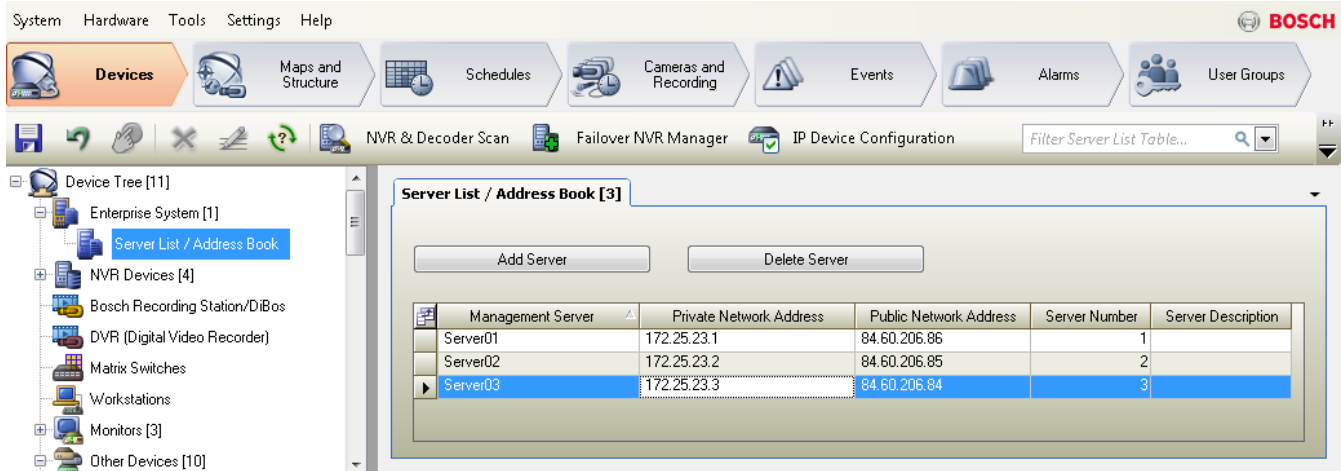 System Hardware Tools Settings Help
BOSCH
Devices
Maps and
Structure
Schedules
Cameras and
Recording
Events
Alarms
User Groups
NVR & Decoder Scan Failover NVR Manager IP Device Configuration Filter Server List Table...
Device Tree [11]
Enterprise System [1]
Server List / Address Book
NVR Devices [4]
Bosch Recording Station/DiBos
DVR (Digital Video Recorder)
Matrix Switches
Workstations
Monitors [3]
Other Devices [10]
Server List / Address Book [3]
Add Server Delete Server
Management Server Private Network Address Public Network Address Server Number Server Description
Server01 172.25.23.1 84.60.206.86 1
Server02 172.25.23.2 84.60.206.85 2
Server03 172.25.23.3 84.60.206.84 3